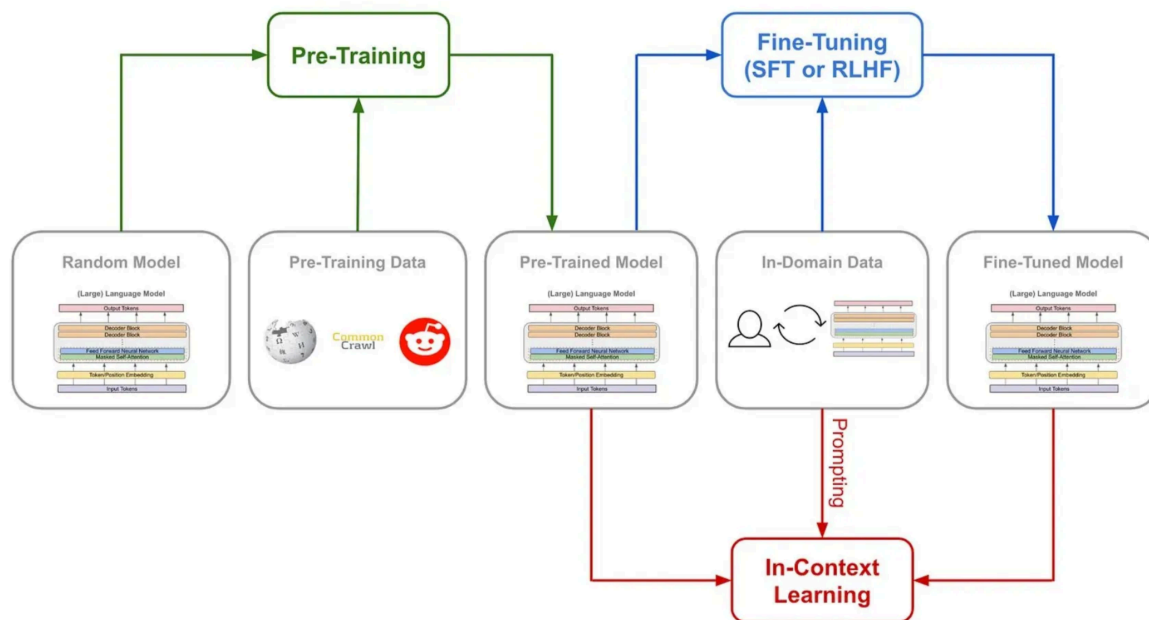 Pre-Training
Fine-Tuning
(SFT or RLHF)
Random Model
(Large) Language Model
Output Tokens
Decoder Block
Decoder Block
Feed Forward Neural Network
Masked Self-Attention
Token/Position Embedding
Input Tokens
Pre-Training Data
Common
Crawl
Pre-Trained Model
(Large) Language Model
Output Tokens
Decoder Block
Decoder Block
Feed Forward Neural Network
Masked Self-Attention
Token/Position Embedding
Input Tokens
In-Domain Data
Fine-Tuned Model
(Large) Language Model
Output Tokens
Decoder Block
Decoder Block
Feed Forward Neural Network
Masked Self-Attention
Token/Position Embedding
Input Tokens
Prompting
In-Context
Learning